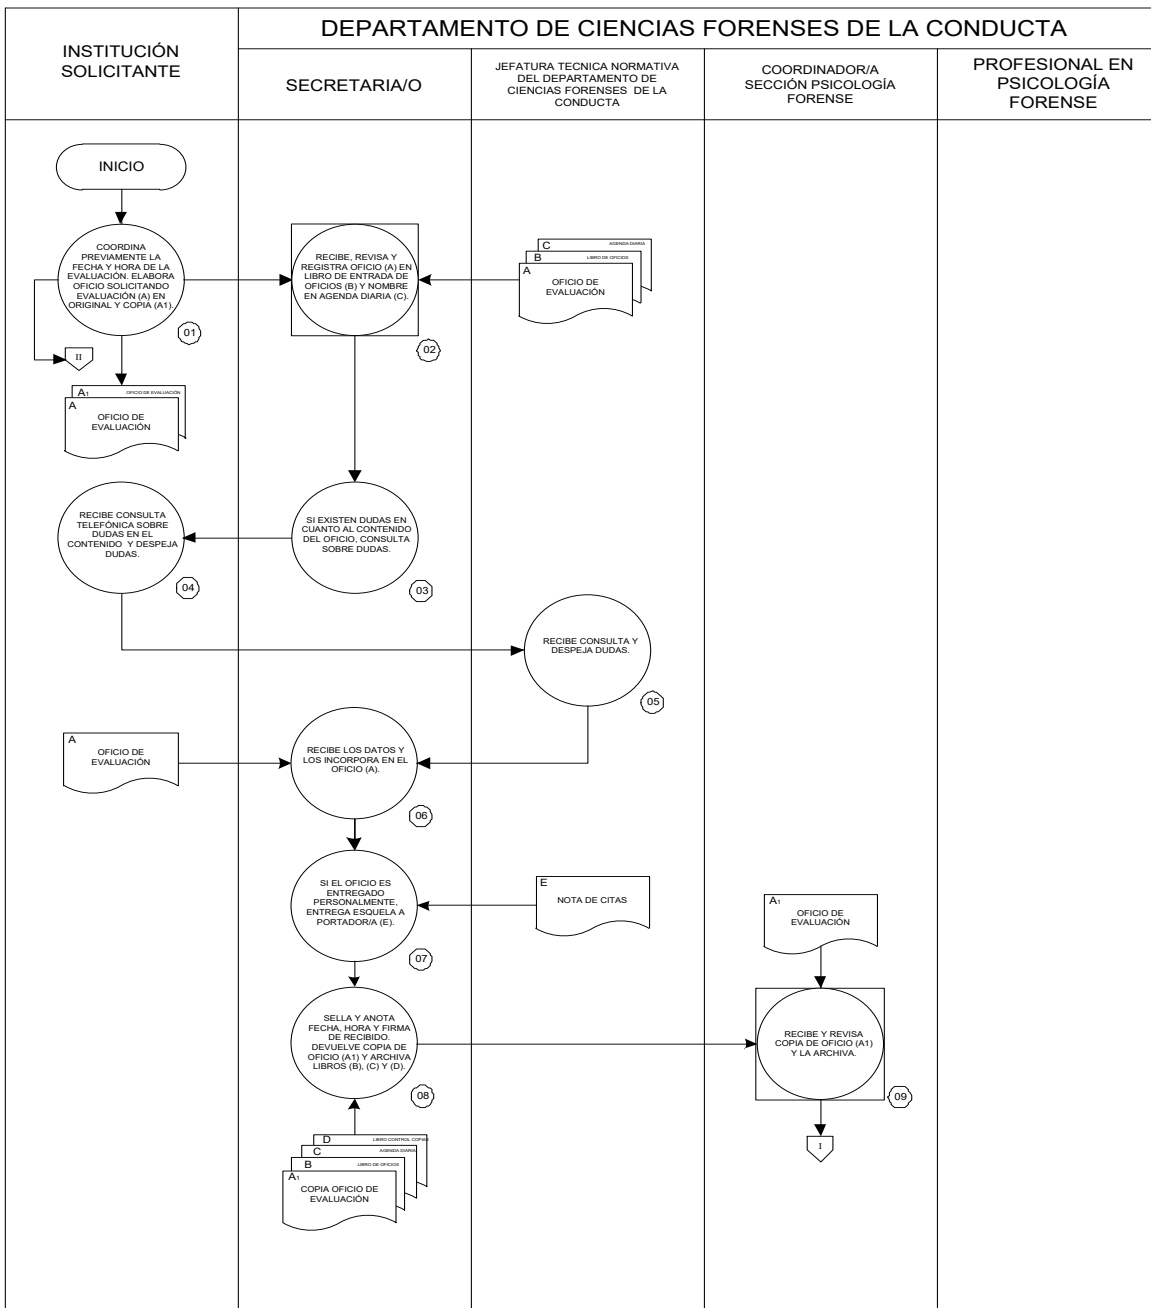 DEPARTAMENTO DE CIENCIAS FORENSES DE LA CONDUCTA
INSTITUCIÓN
SOLICITANTE
SECRETARIA/O
JEFATURA TECNICA NORMATIVA
DEL DEPARTAMENTO DE
CIENCIAS FORENSES DE LA
CONDUCTA
COORDINADOR/A
SECCIÓN PSICOLOGÍA
FORENSE
PROFESIONAL EN
PSICOLOGÍA
FORENSE
INICIO
COORDINA
PREVIAMENTE LA
FECHA Y HORA DE LA
EVALUACIÓN. ELABORA
OFICIO SOLICITANDO
EVALUACIÓN (A) EN
ORIGINAL Y COPIA (A1).
01
II
A1
OFICIO DE EVALUACIÓN
A
OFICIO DE
EVALUACIÓN
RECIBE, REVISA Y
REGISTRA OFICIO (A) EN
LIBRO DE ENTRADA DE
OFICIOS (B) Y NOMBRE
EN AGENDA DIARIA (C).
02
C
AGENDA DIARIA
B
LIBRO DE OFICIOS
A
OFICIO DE
EVALUACIÓN
SI EXISTEN DUDAS EN
CUANTO AL CONTENIDO
DEL OFICIO, CONSULTA
SOBRE DUDAS.
03
RECIBE CONSULTA
TELEFÓNICA SOBRE
DUDAS EN EL
CONTENIDO Y DESPEJA
DUDAS.
04
RECIBE CONSULTA Y
DESPEJA DUDAS.
05
A
OFICIO DE
EVALUACIÓN
RECIBE LOS DATOS Y
LOS INCORPORA EN EL
OFICIO (A).
06
SI EL OFICIO ES
ENTREGADO
PERSONALMENTE,
ENTREGA ESQUELA A
PORTADOR/A (E).
07
E
NOTA DE CITAS
A1
OFICIO DE
EVALUACIÓN
SELLA Y ANOTA
FECHA, HORA Y FIRMA
DE RECIBIDO.
DEVUELVE COPIA DE
OFICIO (A1) Y ARCHIVA
LIBROS (B), (C) Y (D).
08
RECIBE Y REVISA
COPIA DE OFICIO (A1)
Y LA ARCHIVA.
09
I
D
LIBRO CONTROL COPIAS
C
AGENDA DIARIA
B
LIBRO DE OFICIOS
A1
COPIA OFICIO DE
EVALUACIÓN